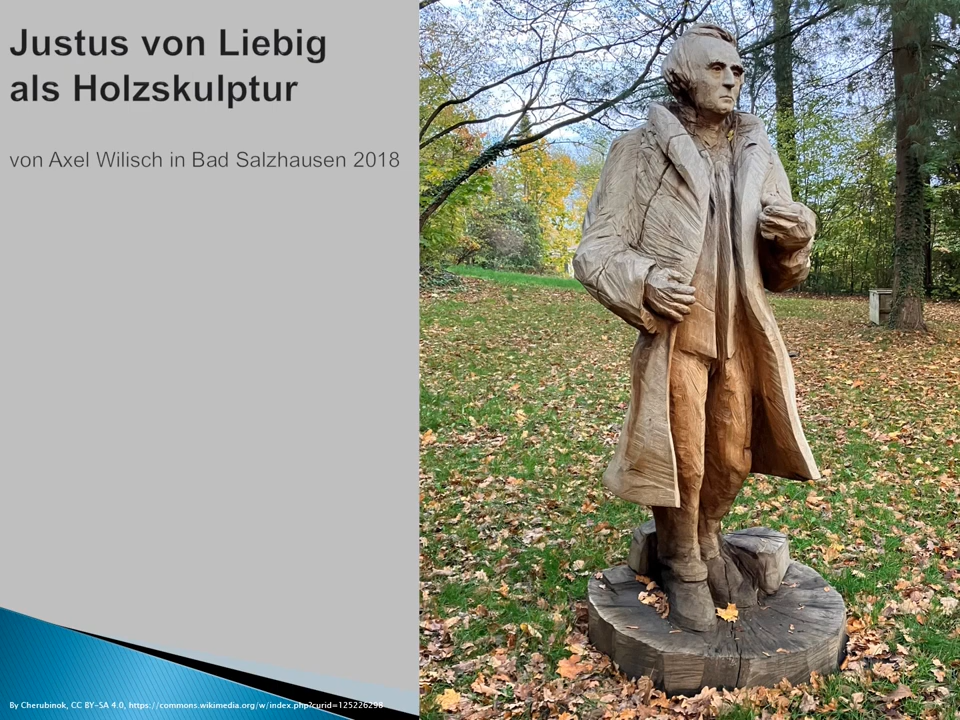 Justus von Liebig
als Holzskulptur
von Axel Wilisch in Bad Salzhausen 2018
By Cherubinok, CC BY-SA 4.0, https://commons.wikimedia.org/w/index.php?curid=125226298